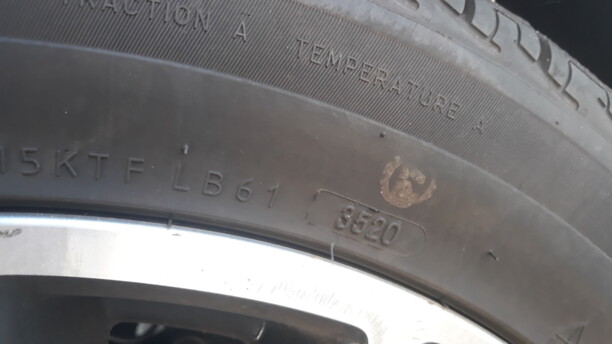 TRACTION A TEMPERATURE A
15KTF LB61 3520